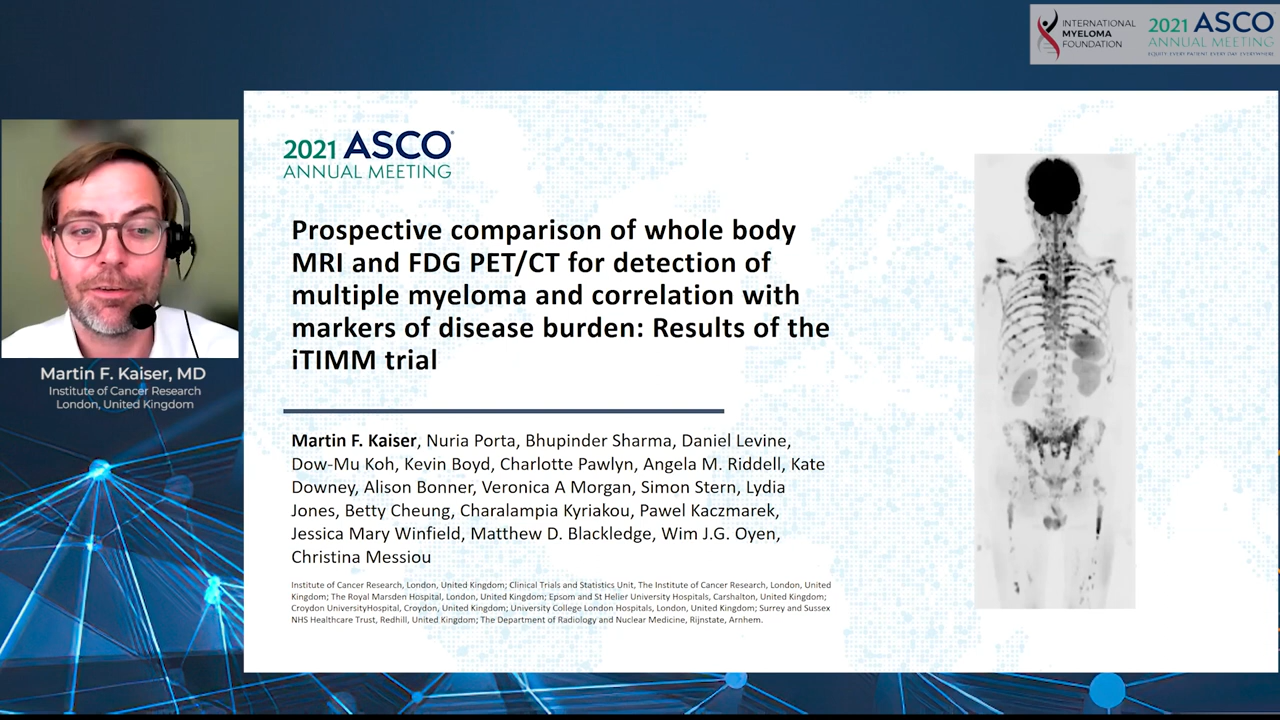 INTERNATIONAL
MYELOMA
FOUNDATION
2021 ASCO
ANNUAL MEETING
EQUITY: EVERY PATIENT. EVERY DAY. EVERYWHERE.
2021 ASCO
ANNUAL MEETING
Prospective comparison of whole body
MRI and FDG PET/CT for detection of
multiple myeloma and correlation with
markers of disease burden: Results of the
iTIMM trial
Martin F. Kaiser, MD
Institute of Cancer Research
London, United Kingdom
Martin F. Kaiser, Nuria Porta, Bhupinder Sharma, Daniel Levine,
Dow-Mu Koh, Kevin Boyd, Charlotte Pawlyn, Angela M. Riddell, Kate
Downey, Alison Bonner, Veronica A Morgan, Simon Stern, Lydia
Jones, Betty Cheung, Charalampia Kyriakou, Pawel Kaczmarek,
Jessica Mary Winfield, Matthew D. Blackledge, Wim J.G. Oyen,
Christina Messiou
Institute of Cancer Research, London, United Kingdom; Clinical Trials and Statistics Unit, The Institute of Cancer Research, London, United
Kingdom; The Royal Marsden Hospital, London, United Kingdom; Epsom and St Helier University Hospitals, Carshalton, United Kingdom;
Croydon UniversityHospital, Croydon, United Kingdom; University College London Hospitals, London, United Kingdom; Surrey and Sussex
NHS Healthcare Trust, Redhill, United Kingdom; The Department of Radiology and Nuclear Medicine, Rijnstate, Arnhem.